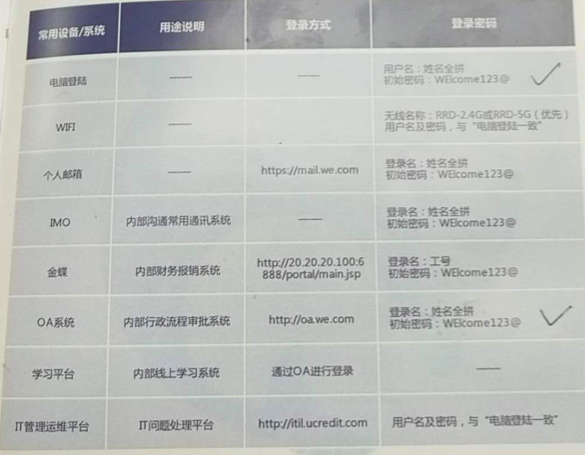 常用设备/系统 用途说明 登录方式 登录密码
电脑登陆 —— —— 用户名：姓名全拼
初始密码：WElcome123@
WIFI —— 无线名称：RRD-2.4G或RRD-5G（优先）
用户名及密码，与“电脑登陆一致”
个人邮箱 —— https://mail.we.com 登录名：姓名全拼
初始密码：WElcome123@
IMO 内部沟通常用通讯系统 —— 登录名：姓名全拼
初始密码：WElcome123@
金蝶 内部财务报销系统 http://20.20.20.100:6 登录名：工号
888/portal/main.jsp 初始密码：WElcome123@
OA系统 内部行政流程审批系统 http://oa.we.com 登录名：姓名全拼
初始密码：WElcome123@
学习平台 内部线上学习系统 通过OA进行登录 ——
IT管理运维平台 IT问题处理平台 http://itil.ucredit.com 用户名及密码，与“电脑登陆一致”